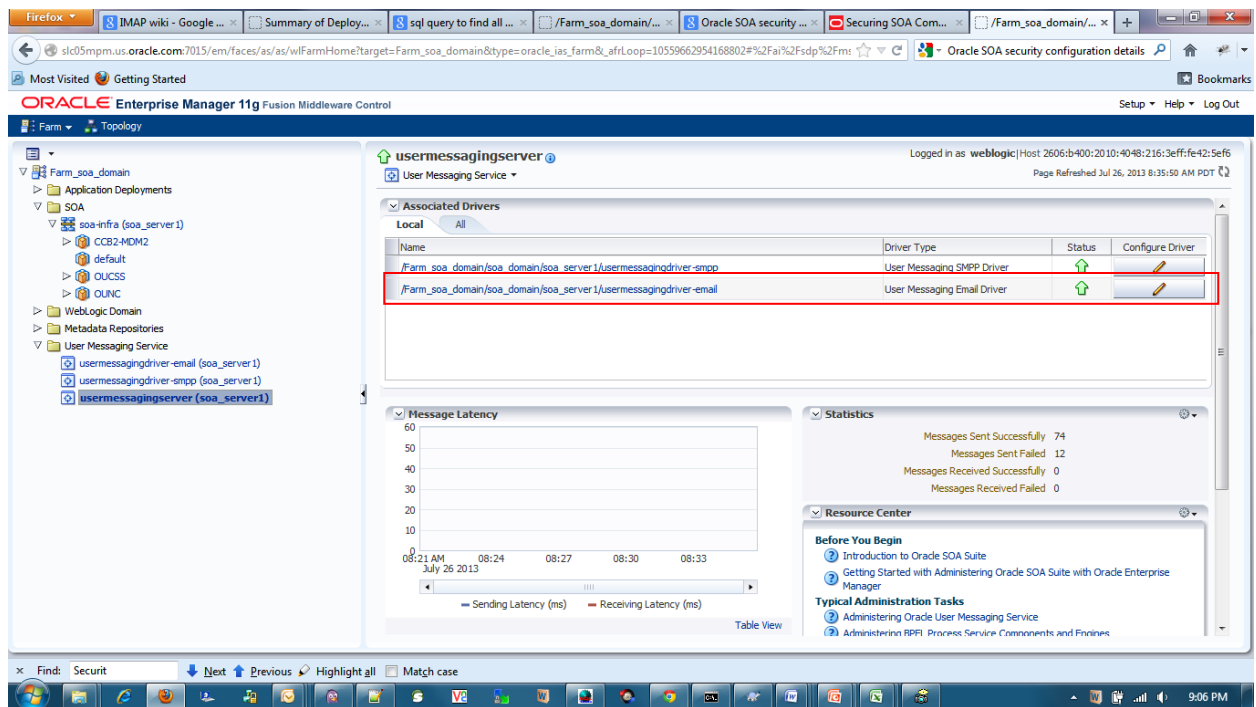 Firefox
IMAP wiki - Google ...
Summary of Deploy...
sql query to find all ...
/Farm_soa_domain/...
Oracle SOA security ...
Securing SOA Com...
/Farm_soa_domain/...
slc05mpm.us.oracle.com:7015/em/faces/as/as/wlFarmHome?target=Farm_soa_domain&type=oracle_ias_farm&_afrLoop=10559662954168802#%2Fai%2Fsdp%2Fms
Oracle SOA security configuration details
Most Visited Getting Started
Bookmarks
ORACLE Enterprise Manager 11g Fusion Middleware Control
Setup Help Log Out
Farm Topology
Farm_soa_domain
Application Deployments
SOA
soa-infra (soa_server1)
CCB2-MDM2
default
OUCSS
OUNC
WebLogic Domain
Metadata Repositories
User Messaging Service
usermessagingdriver-email (soa_server1)
usermessagingdriver-smpp (soa_server1)
usermessagingserver (soa_server1)
usermessagingserver
Logged in as weblogic|Host 2606:b400:2010:4048:216:3eff:fe42:5ef6
User Messaging Service
Page Refreshed Jul 26, 2013 8:35:50 AM PDT
Associated Drivers
Local All
Name Driver Type Status Configure Driver
/Farm_soa_domain/soa_domain/soa_server1/usermessagingdriver-smpp User Messaging SMPP Driver
/Farm_soa_domain/soa_domain/soa_server1/usermessagingdriver-email User Messaging Email Driver
Message Latency
60
50
40
30
20
10
0
08:21 AM 08:24 08:27 08:30 08:33
July 26 2013
Sending Latency (ms) Receiving Latency (ms)
Table View
Statistics
Messages Sent Successfully 74
Messages Sent Failed 12
Messages Received Successfully 0
Messages Received Failed 0
Resource Center
Before You Begin
Introduction to Oracle SOA Suite
Getting Started with Administering Oracle SOA Suite with Oracle Enterprise
Manager
Typical Administration Tasks
Administering Oracle User Messaging Service
Administering BPEL Process Service Components and Engines
Find: Securit Next Previous Highlight all Match case
9:06 PM